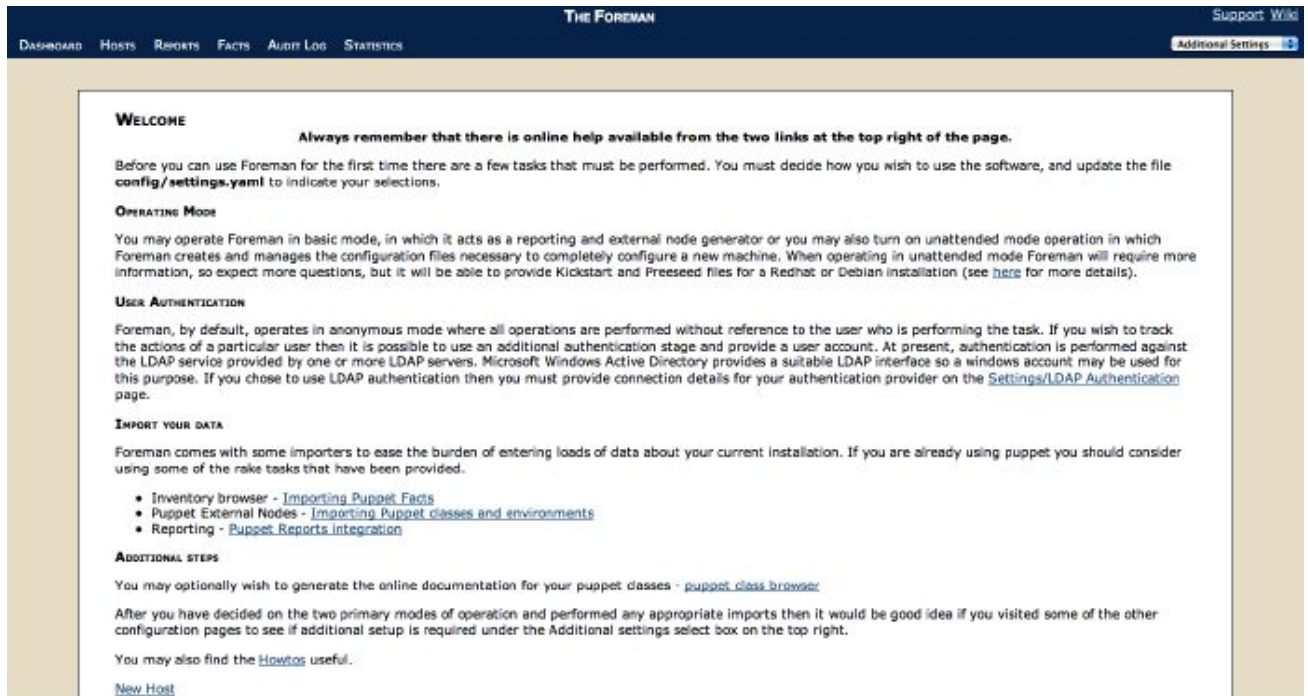 THE FOREMAN
Support Wiki
DASHBOARD HOSTS REPORTS FACTS AUDIT LOG STATISTICS
Additional Settings
WELCOME
Always remember that there is online help available from the two links at the top right of the page.
Before you can use Foreman for the first time there are a few tasks that must be performed. You must decide how you wish to use the software, and update the file
config/settings.yaml to indicate your selections.
OPERATING MODE
You may operate Foreman in basic mode, in which it acts as a reporting and external node generator or you may also turn on unattended mode operation in which
Foreman creates and manages the configuration files necessary to completely configure a new machine. When operating in unattended mode Foreman will require more
information, so expect more questions, but it will be able to provide Kickstart and Preeseed files for a Redhat or Debian installation (see here for more details).
USER AUTHENTICATION
Foreman, by default, operates in anonymous mode where all operations are performed without reference to the user who is performing the task. If you wish to track
the actions of a particular user then it is possible to use an additional authentication stage and provide a user account. At present, authentication is performed against
the LDAP service provided by one or more LDAP servers. Microsoft Windows Active Directory provides a suitable LDAP interface so a windows account may be used for
this purpose. If you chose to use LDAP authentication then you must provide connection details for your authentication provider on the Settings/LDAP Authentication
page.
IMPORT YOUR DATA
Foreman comes with some importers to ease the burden of entering loads of data about your current installation. If you are already using puppet you should consider
using some of the rake tasks that have been provided.
• Inventory browser - Importing Puppet Facts
• Puppet External Nodes - Importing Puppet classes and environments
• Reporting - Puppet Reports integration
ADDITIONAL STEPS
You may optionally wish to generate the online documentation for your puppet classes - puppet class browser
After you have decided on the two primary modes of operation and performed any appropriate imports then it would be good idea if you visited some of the other
configuration pages to see if additional setup is required under the Additional settings select box on the top right.
You may also find the Howtos useful.
New Host